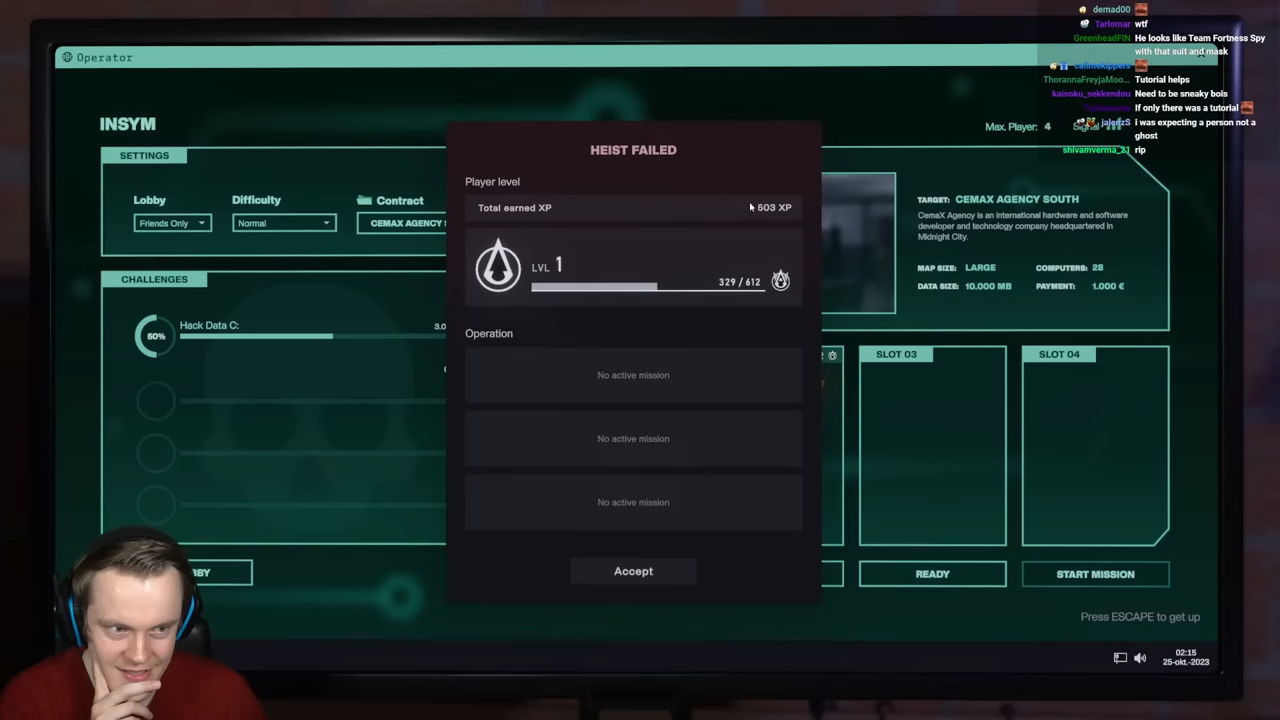 Operator
INSYM
Max. Player: 4
SETTINGS
Lobby
Friends Only
Difficulty
Normal
Contract
CEMAX AGENCY
CHALLENGES
50%
Hack Data C:
3.0
HEIST FAILED
Player level
Total earned XP
503 XP
LVL 1
329 / 612
Operation
No active mission
No active mission
No active mission
Accept
TARGET: CEMAX AGENCY SOUTH
CemaX Agency is an international hardware and software
developer and technology company headquartered in
Midnight City.
MAP SIZE: LARGE
COMPUTERS: 28
DATA SIZE: 10.000 MB
PAYMENT: 1.000 €
SLOT 03
SLOT 04
READY
START MISSION
Press ESCAPE to get up
02:15
25-okt.-2023
demad00
Tarlomar wtf
GreenheadFIN He looks like Team Fortness Spy
with that suit and mask
calimekippers
ThorannaFreyjaMoo... Tutorial helps
kaisoku_sekkendou Need to be sneaky bois
If only there was a tutorial
i was expecting a person not a
ghost
shivamverma_21 rip